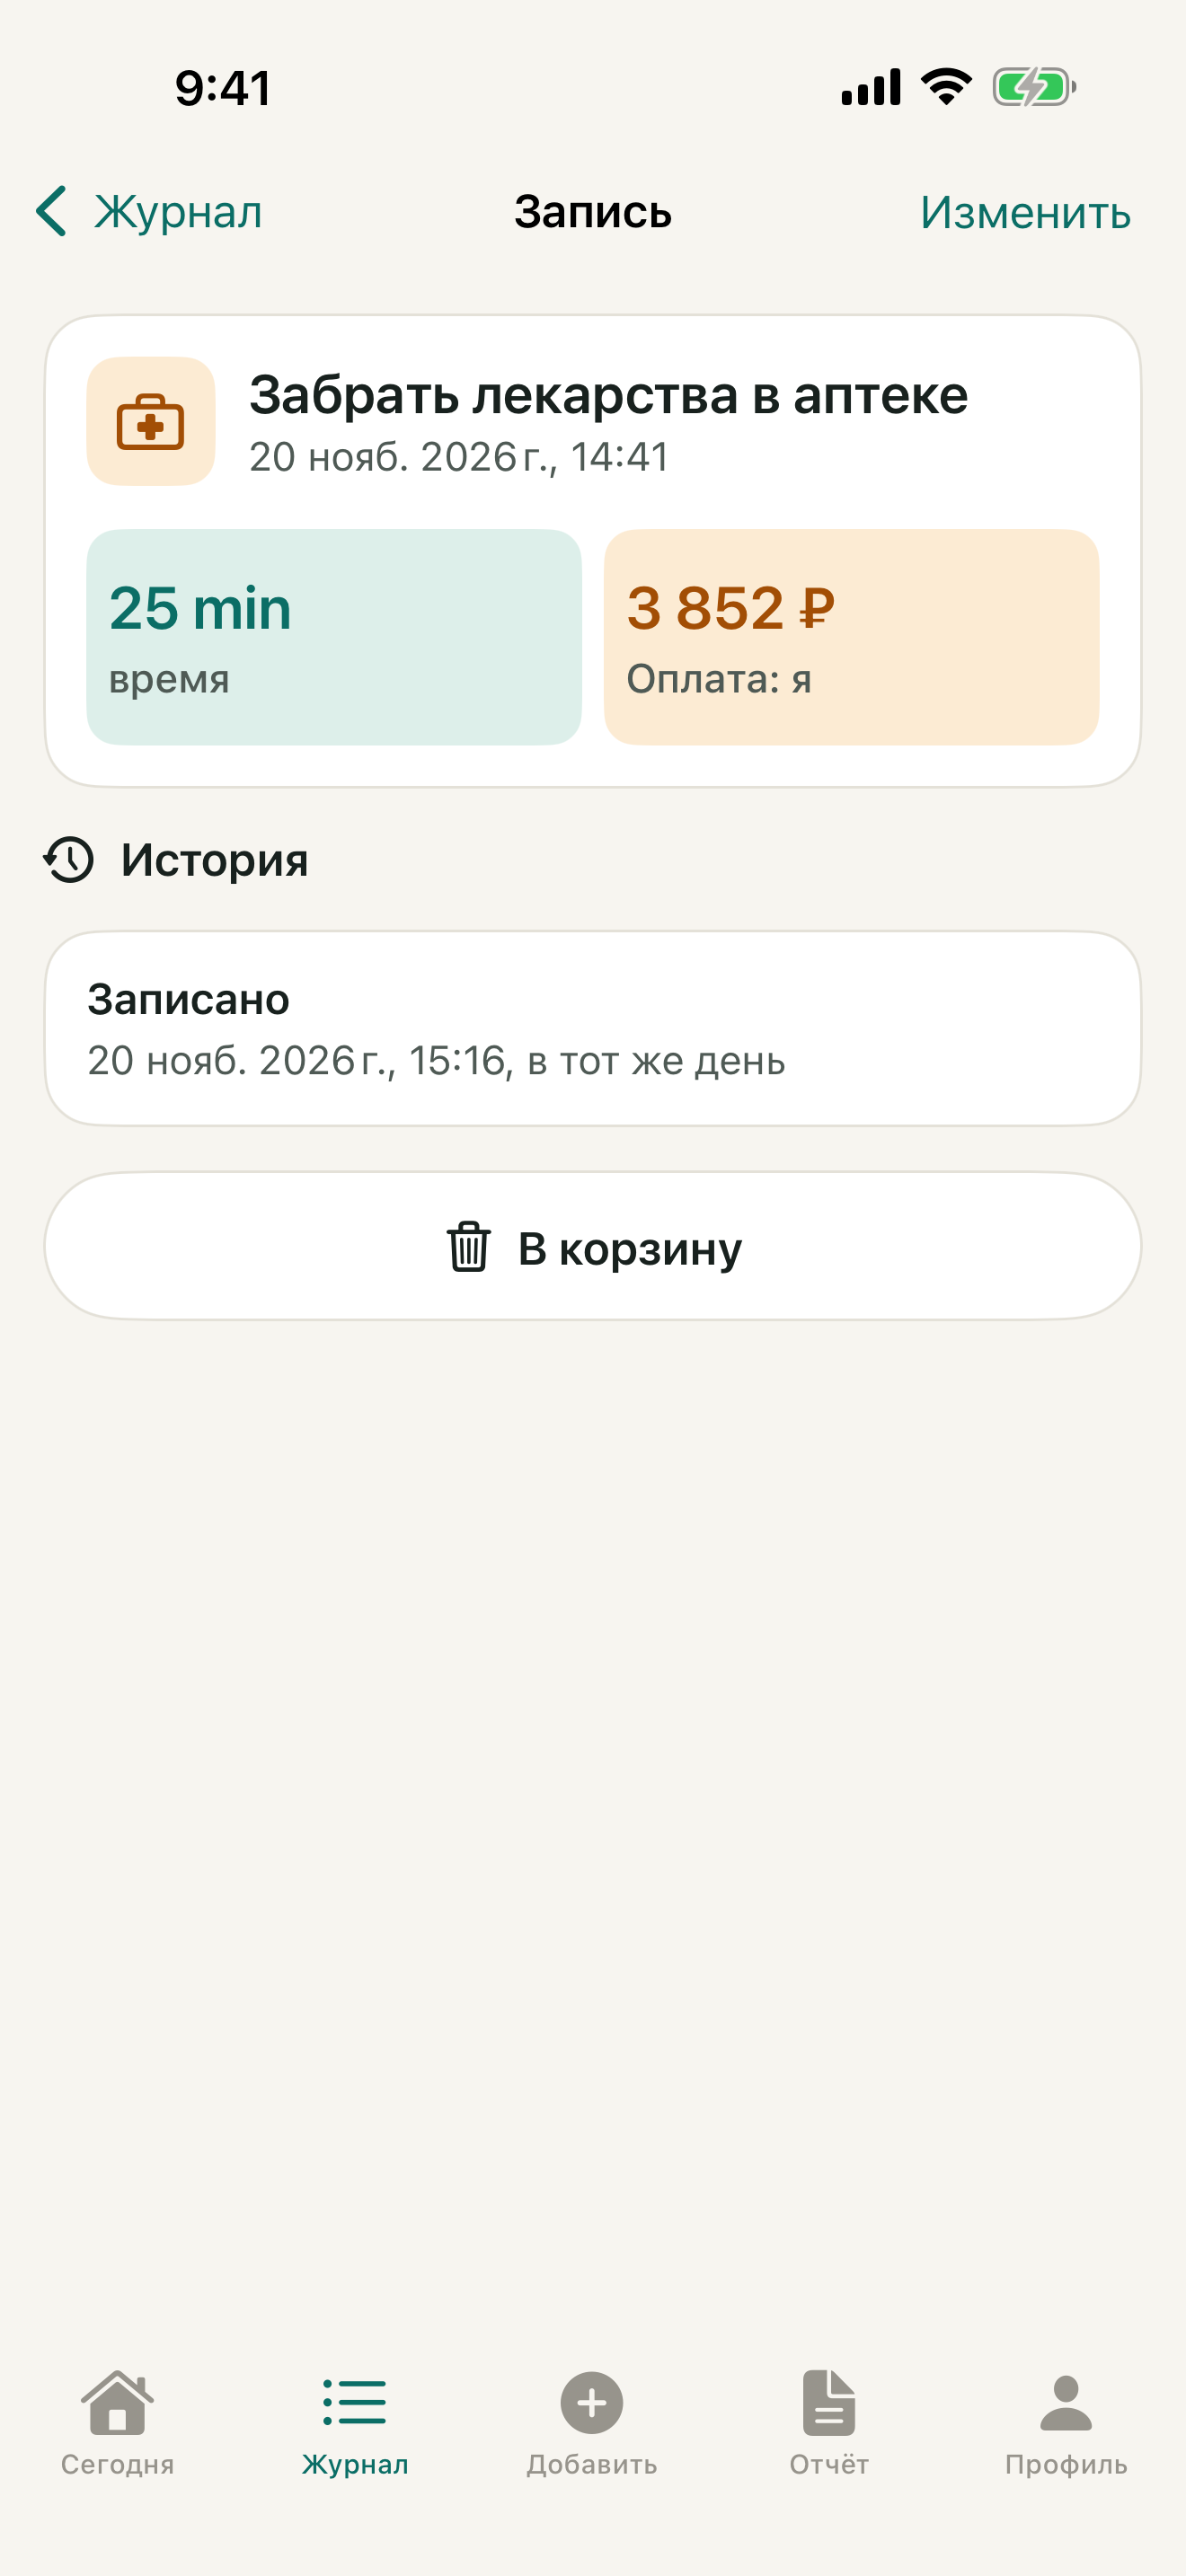 9:41
Журнал
Запись
Изменить
Забрать лекарства в аптеке
20 нояб. 2026 г., 14:41
25 min
время
3 852 ₽
Оплата: я
История
Записано
20 нояб. 2026 г., 15:16, в тот же день
В корзину
Сегодня
Журнал
Добавить
Отчёт
Профиль